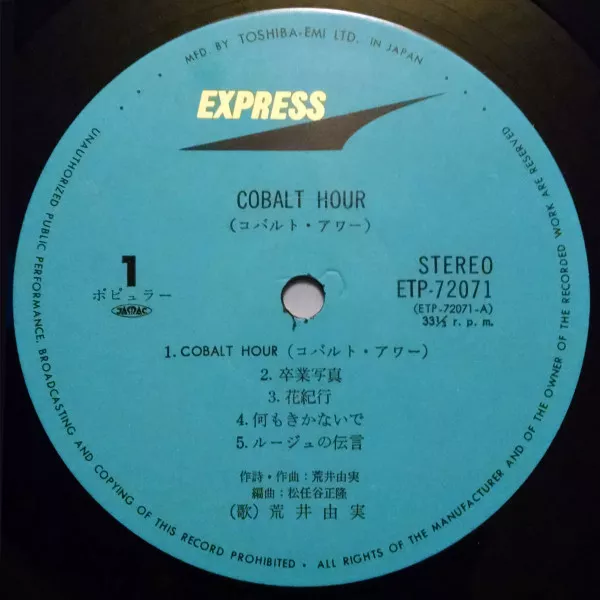 MFD BY TOSHIBA-EMI LTD. IN JAPAN
EXPRESS
COBALT HOUR
(コバルト・アワー)
1
ポピュラー
JASRAC
STEREO
ETP-72071
(ETP-72071-A)
33⅓ r. p. m.
1. COBALT HOUR (コバルト・アワー)
2. 卒業写真
3. 花紀行
4. 何もきかないで
5. ルージュの伝言
作詩・作曲:荒井由実
編曲:松任谷正隆
(歌) 荒井由実
UNAUTHORIZED PUBLIC PERFORMANCE, BROADCASTING AND COPYING OF THIS RECORD PROHIBITED • ALL RIGHTS OF THE MANUFACTURER AND OF THE OWNER OF THE RECORDED WORK ARE RESERVED